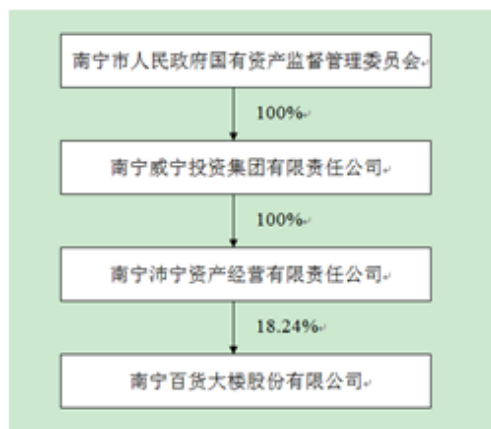 南宁市人民政府国有资产监督管理委员会
100%
南宁威宁投资集团有限责任公司
100%
南宁沛宁资产经营有限责任公司
18.24%
南宁百货大楼股份有限公司